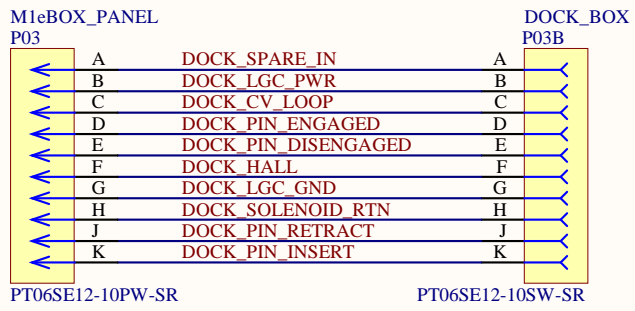 M1eBOX_PANEL DOCK_BOX
P03 P03B
A DOCK_SPARE_IN A
B DOCK_LGC_PWR B
C DOCK_CV_LOOP C
D DOCK_PIN_ENGAGED D
E DOCK_PIN_DISENGAGED E
F DOCK_HALL F
G DOCK_LGC_GND G
H DOCK_SOLENOID_RTN H
J DOCK_PIN_RETRACT J
K DOCK_PIN_INSERT K
PT06SE12-10PW-SR PT06SE12-10SW-SR